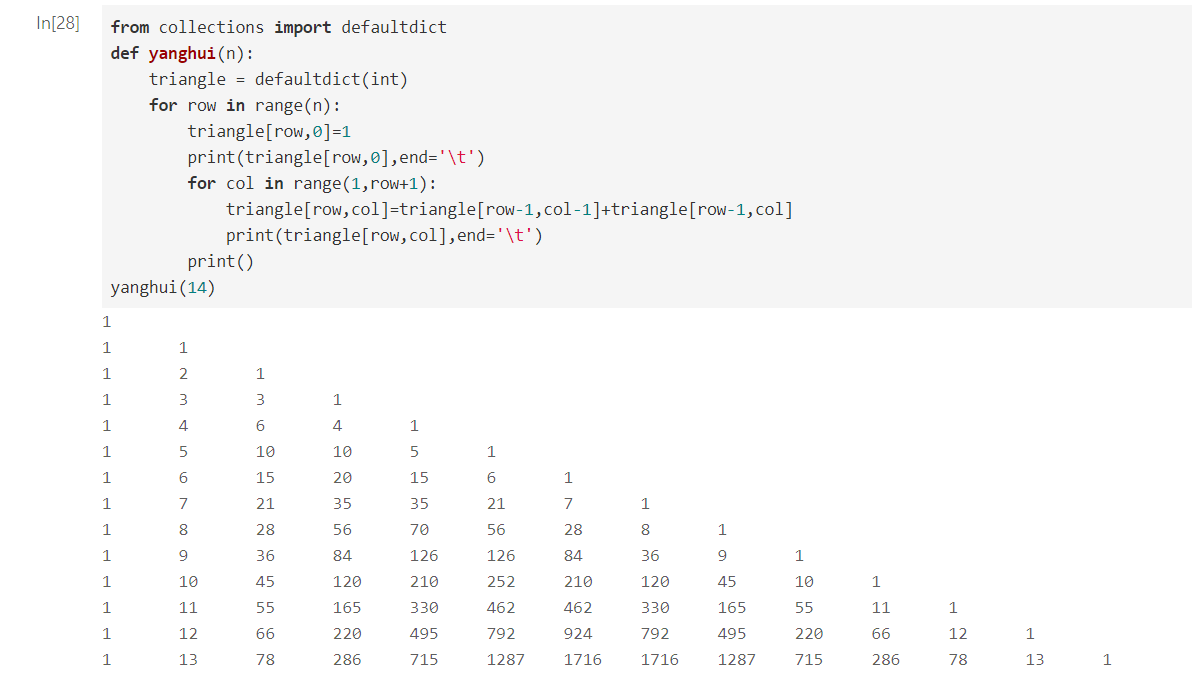 In[28]
from collections import defaultdict
def yanghui(n):
    triangle = defaultdict(int)
    for row in range(n):
        triangle[row,0]=1
        print(triangle[row,0],end='\t')
        for col in range(1,row+1):
            triangle[row,col]=triangle[row-1,col-1]+triangle[row-1,col]
            print(triangle[row,col],end='\t')
        print()
yanghui(14)
1
1	1
1	2	1
1	3	3	1
1	4	6	4	1
1	5	10	10	5	1
1	6	15	20	15	6	1
1	7	21	35	35	21	7	1
1	8	28	56	70	56	28	8	1
1	9	36	84	126	126	84	36	9	1
1	10	45	120	210	252	210	120	45	10	1
1	11	55	165	330	462	462	330	165	55	11	1
1	12	66	220	495	792	924	792	495	220	66	12	1
1	13	78	286	715	1287	1716	1716	1287	715	286	78	13	1